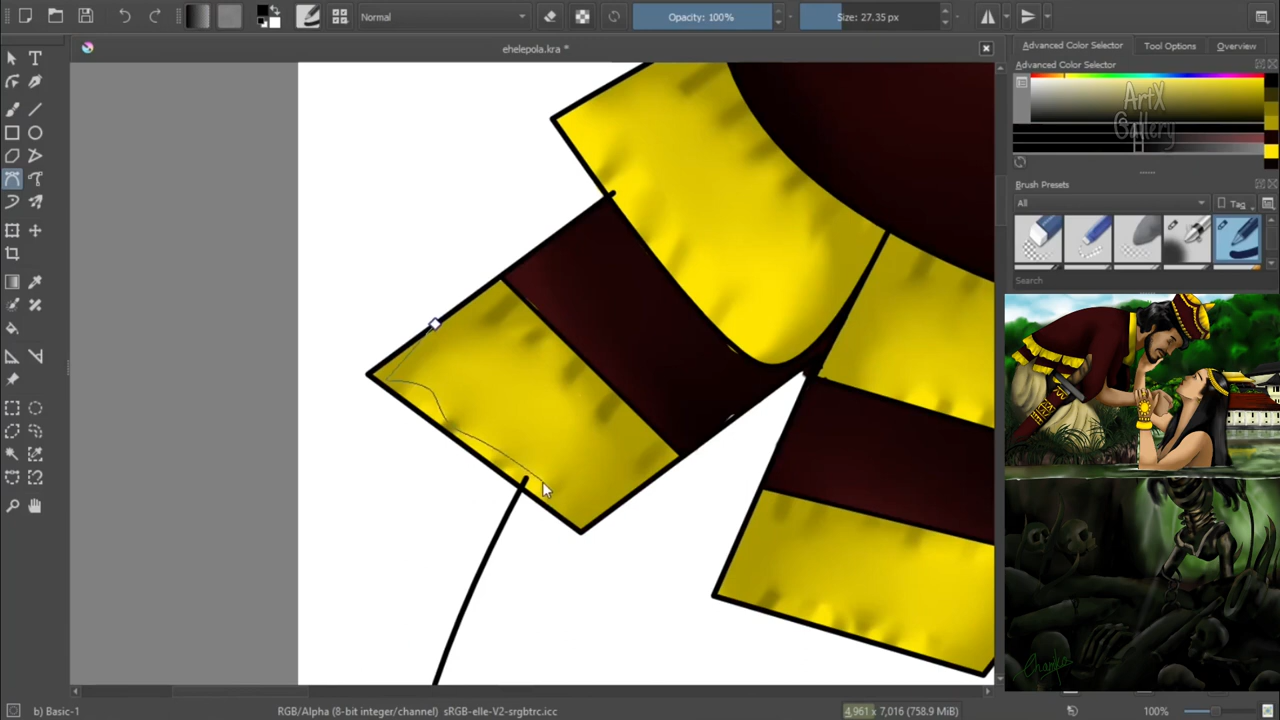 Normal
Opacity: 100%
Size: 27.35 px
ehelepola.kra *
Advanced Color Selector
Tool Options
Overview
Advanced Color Selector
ArtX
Gallery
Brush Presets
All
Tag
Search
b) Basic-1
RGB/Alpha (8-bit integer/channel)  sRGB-elle-V2-srgbtrc.icc
4,961 x 7,016 (758.9 MiB)
100%